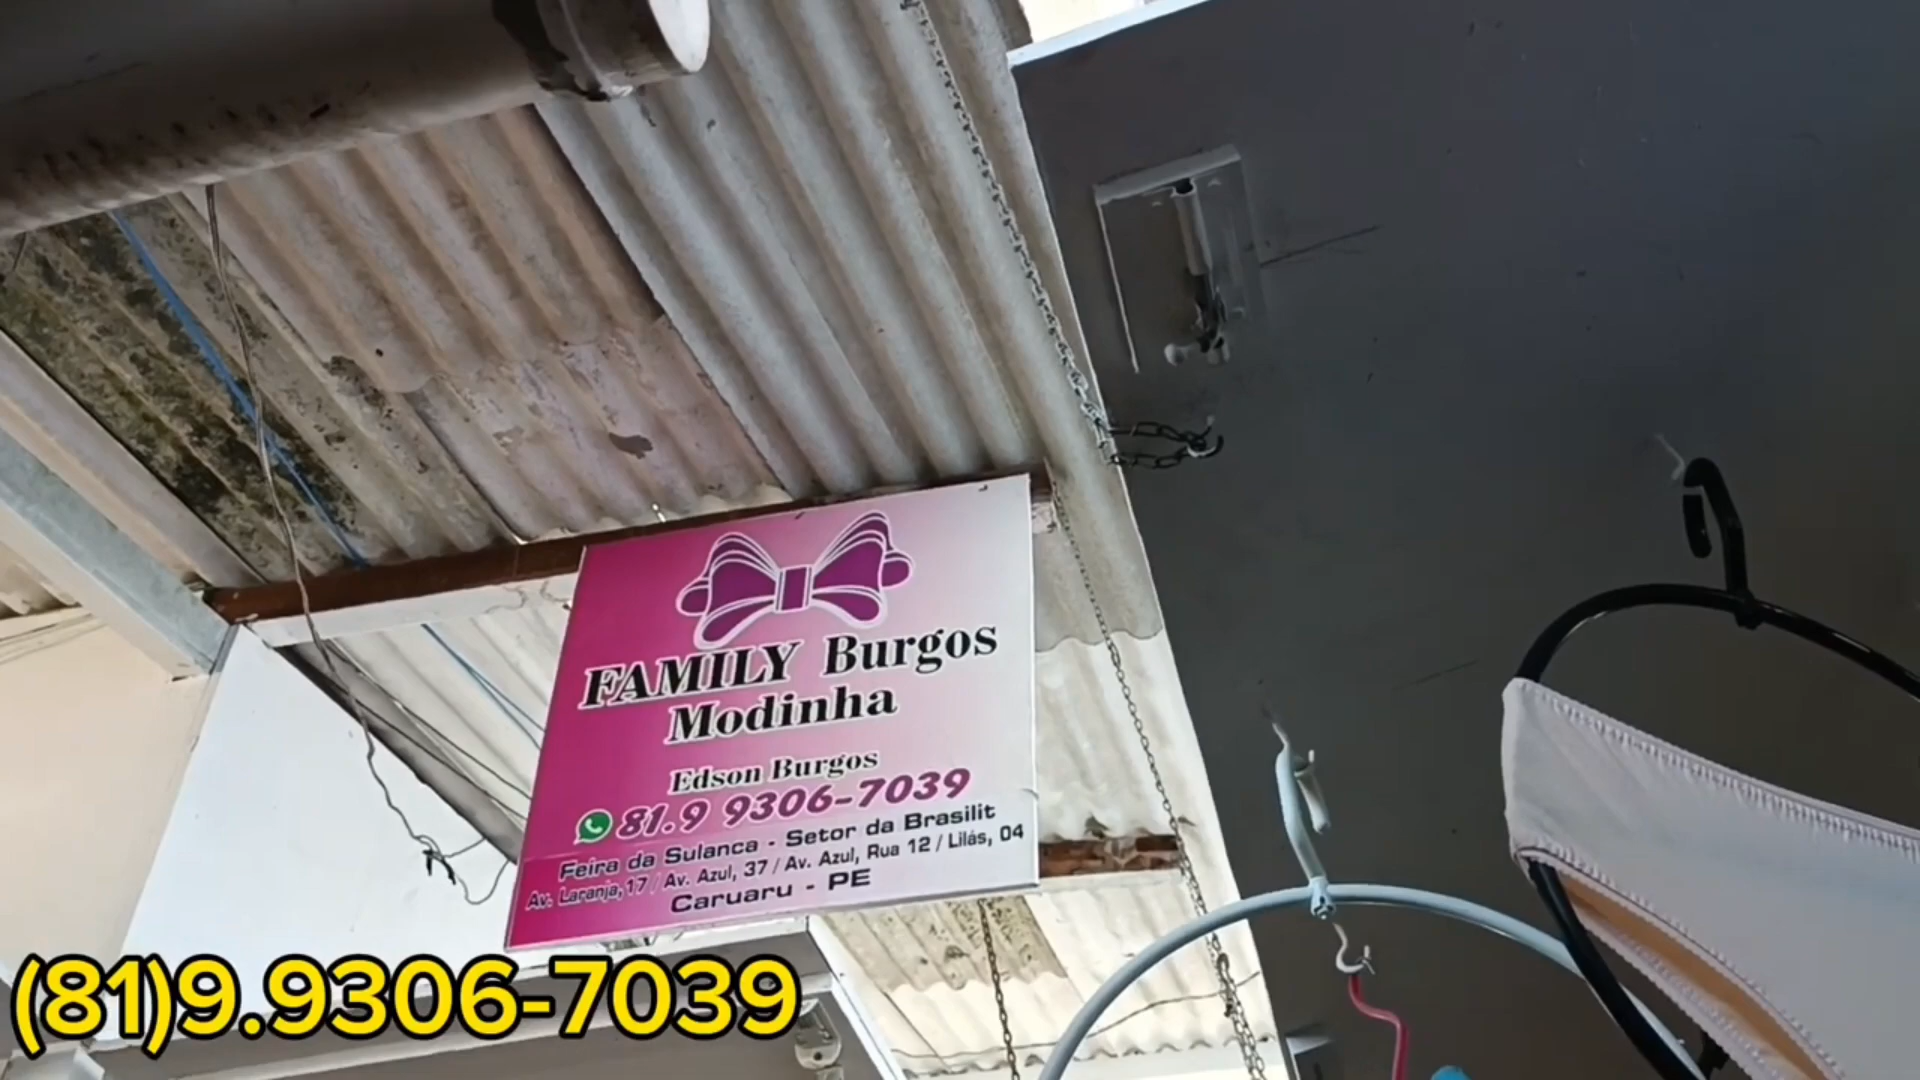 FAMILY Burgos
Modinha
Edson Burgos
81.9 9306-7039
Feira da Sulanca - Setor da Brasilit
Av. Laranja, 17 / Av. Azul, 37 / Av. Azul, Rua 12 / Lilás, 04
Caruaru - PE
(81)9.9306-7039